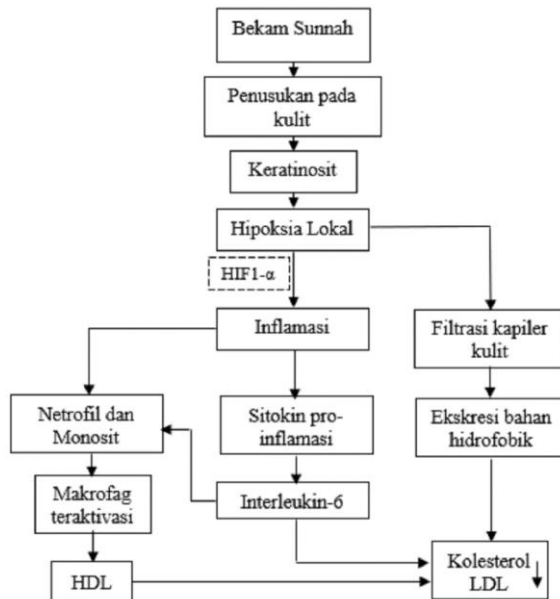 Bekam Sunnah
Penusukan pada
kulit
Keratinosit
Hipoksia Lokal
HIF1-α
Inflamasi
Filtrasi kapiler
kulit
Netrofil dan
Monosit
Sitokin pro-
inflamasi
Ekskresi bahan
hidrofobik
Makrofag
teraktivasi
Interleukin-6
HDL
Kolesterol
LDL